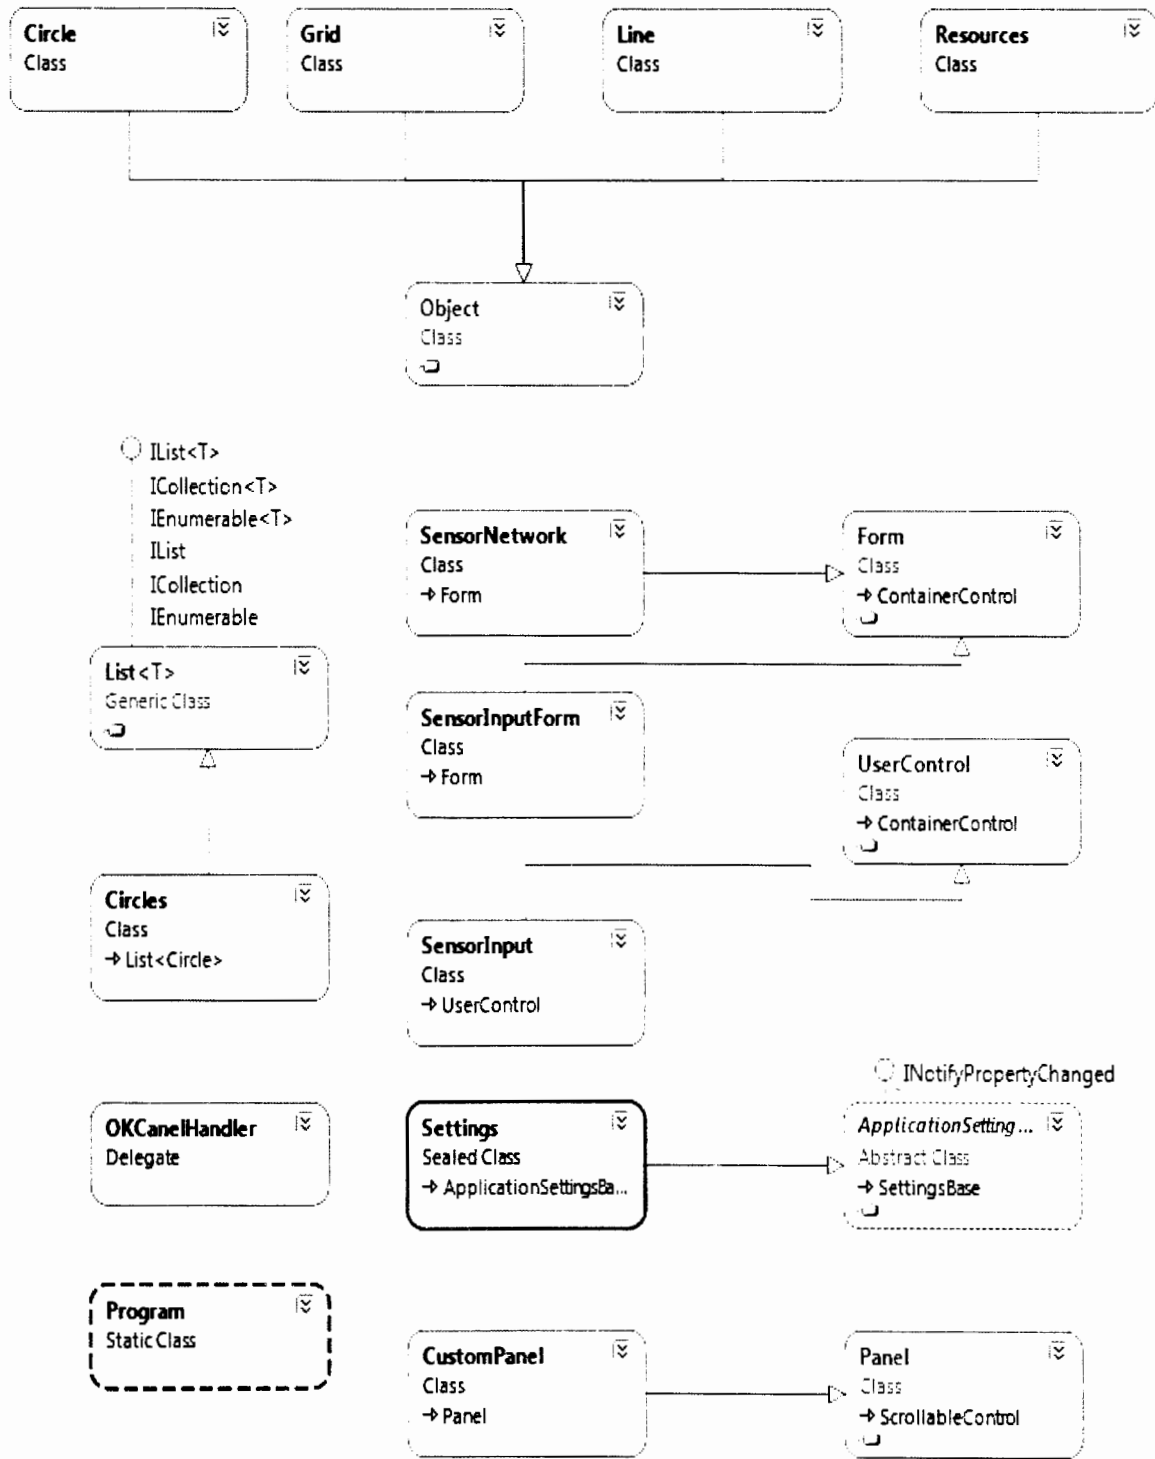 Circle
Class
Grid
Class
Line
Class
Resources
Class
Object
Class
IList<T>
ICollection<T>
IEnumerable<T>
IList
ICollection
IEnumerable
List<T>
Generic Class
SensorNetwork
Class
Form
Form
Class
ContainerControl
SensorInputForm
Class
Form
UserControl
Class
ContainerControl
Circles
Class
List<Circle>
SensorInput
Class
UserControl
INotifyPropertyChanged
OKCanelHandler
Delegate
Settings
Sealed Class
ApplicationSettingsBa...
ApplicationSetting...
Abstract Class
SettingsBase
Program
Static Class
CustomPanel
Class
Panel
Panel
Class
ScrollableControl